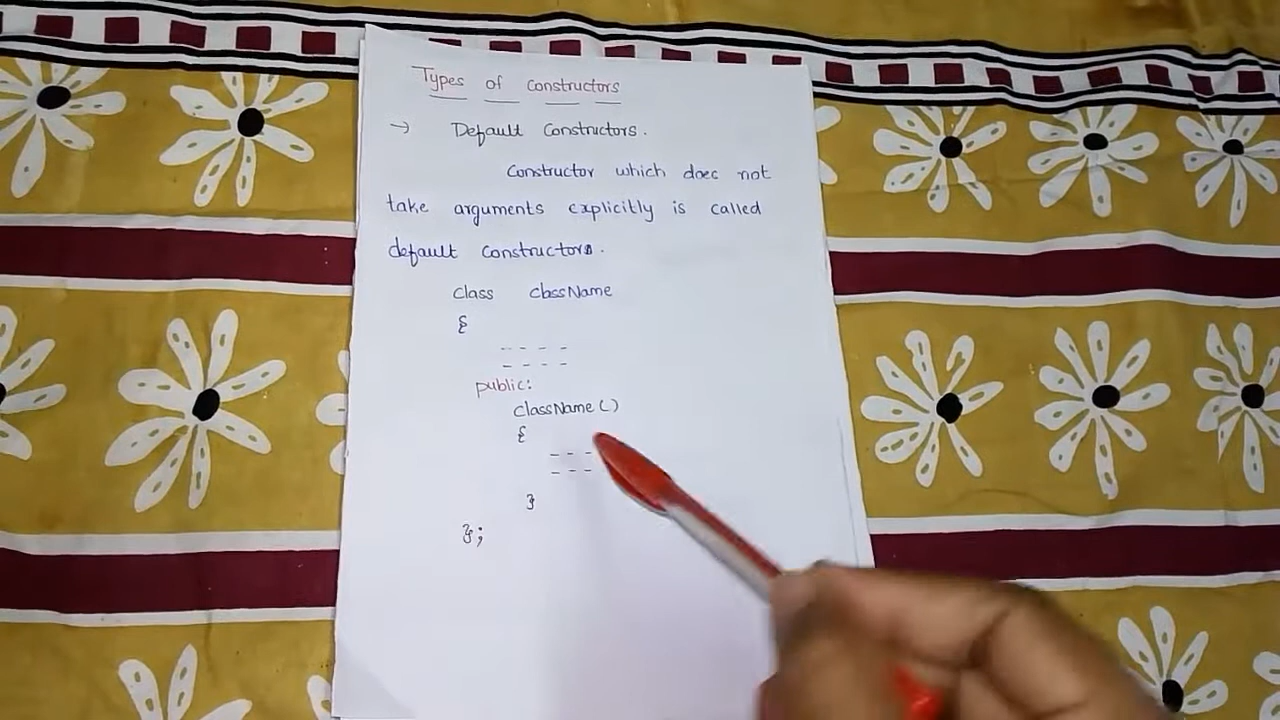 Types of Constructors
→ Default Constructors.
Constructor which does not
take arguments explicitly is called
default constructors.
Class className
{
- - - -
- - - -
public:
className()
{
- - -
- - -
}
};